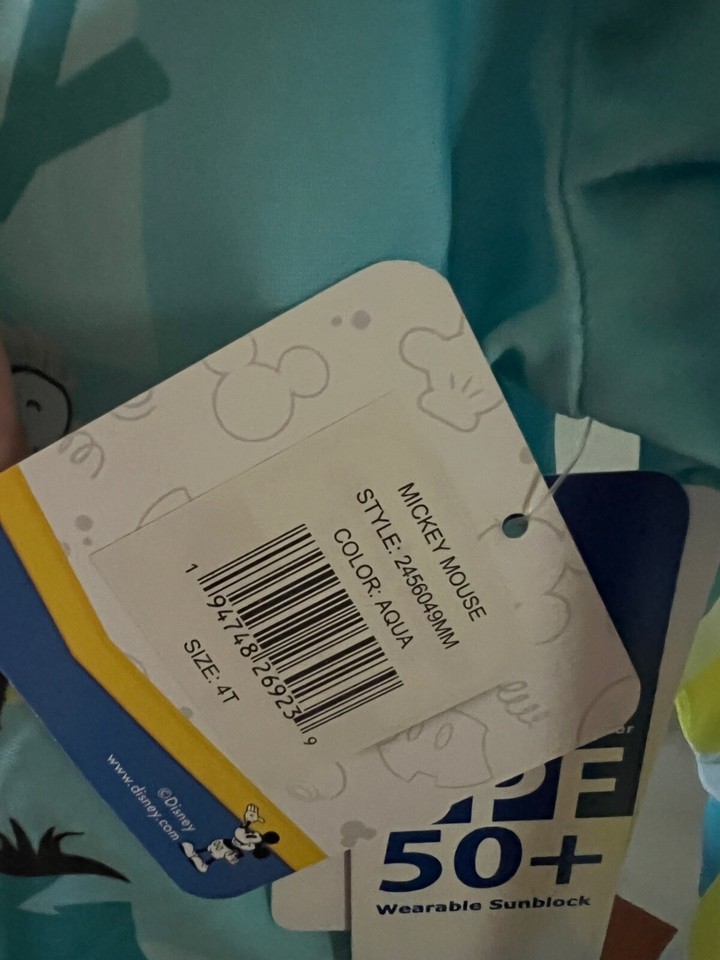 MICKEY MOUSE
STYLE: 2456049MM
COLOR: AQUA
1 94748 26923 9
SIZE: 4T
©Disney
www.disney.com
50+
Wearable Sunblock